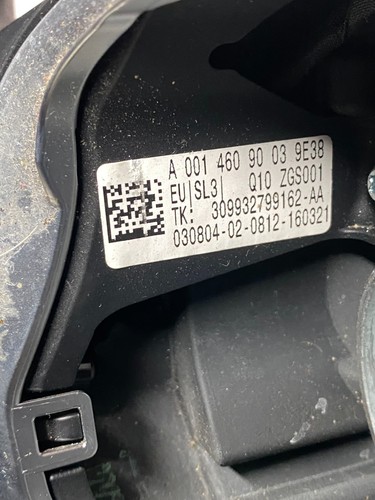 A 001 460 90 03 9E38
EU|SL3 Q10 ZGS001
TK: 309932799162-AA
030804-02-0812-160321